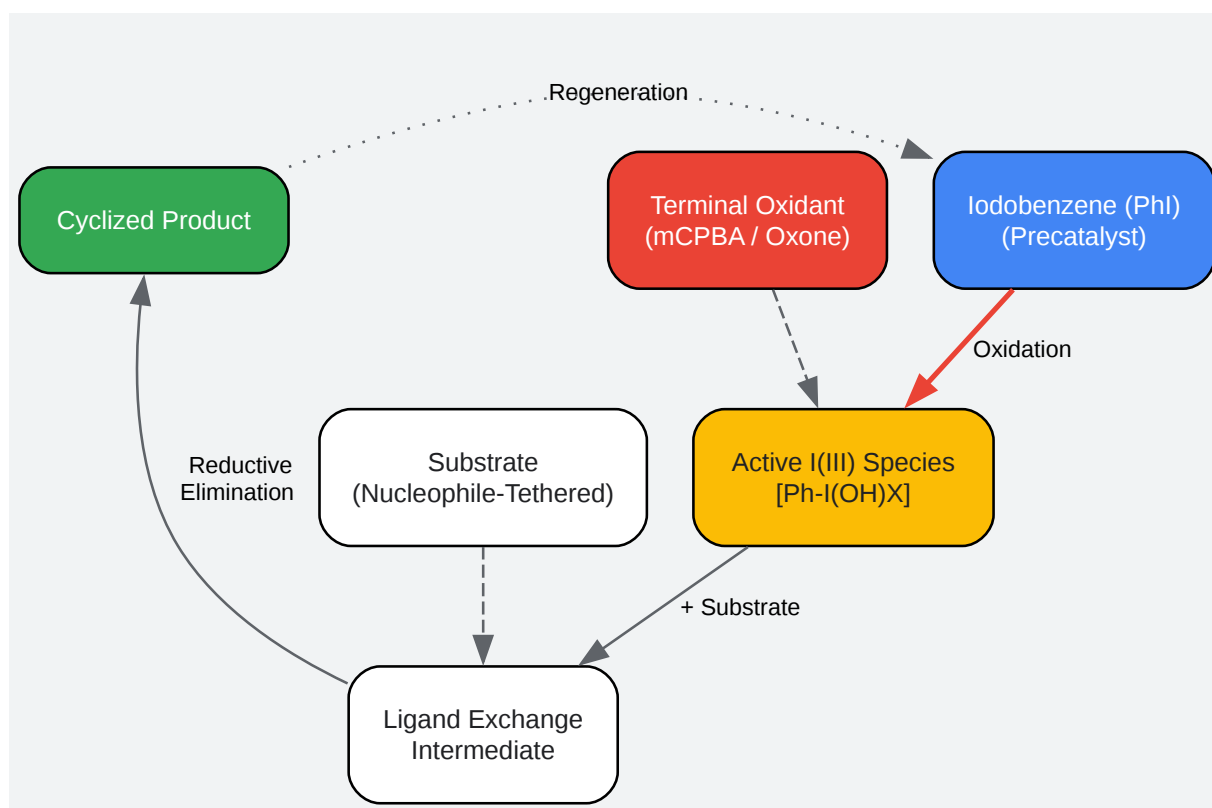 Regeneration
Cyclized Product
Terminal Oxidant
(mCPBA / Oxone)
Iodobenzene (PhI)
(Precatalyst)
Oxidation
Reductive
Elimination
Substrate
(Nucleophile-Tethered)
Active I(III) Species
[Ph-I(OH)X]
+ Substrate
Ligand Exchange
Intermediate